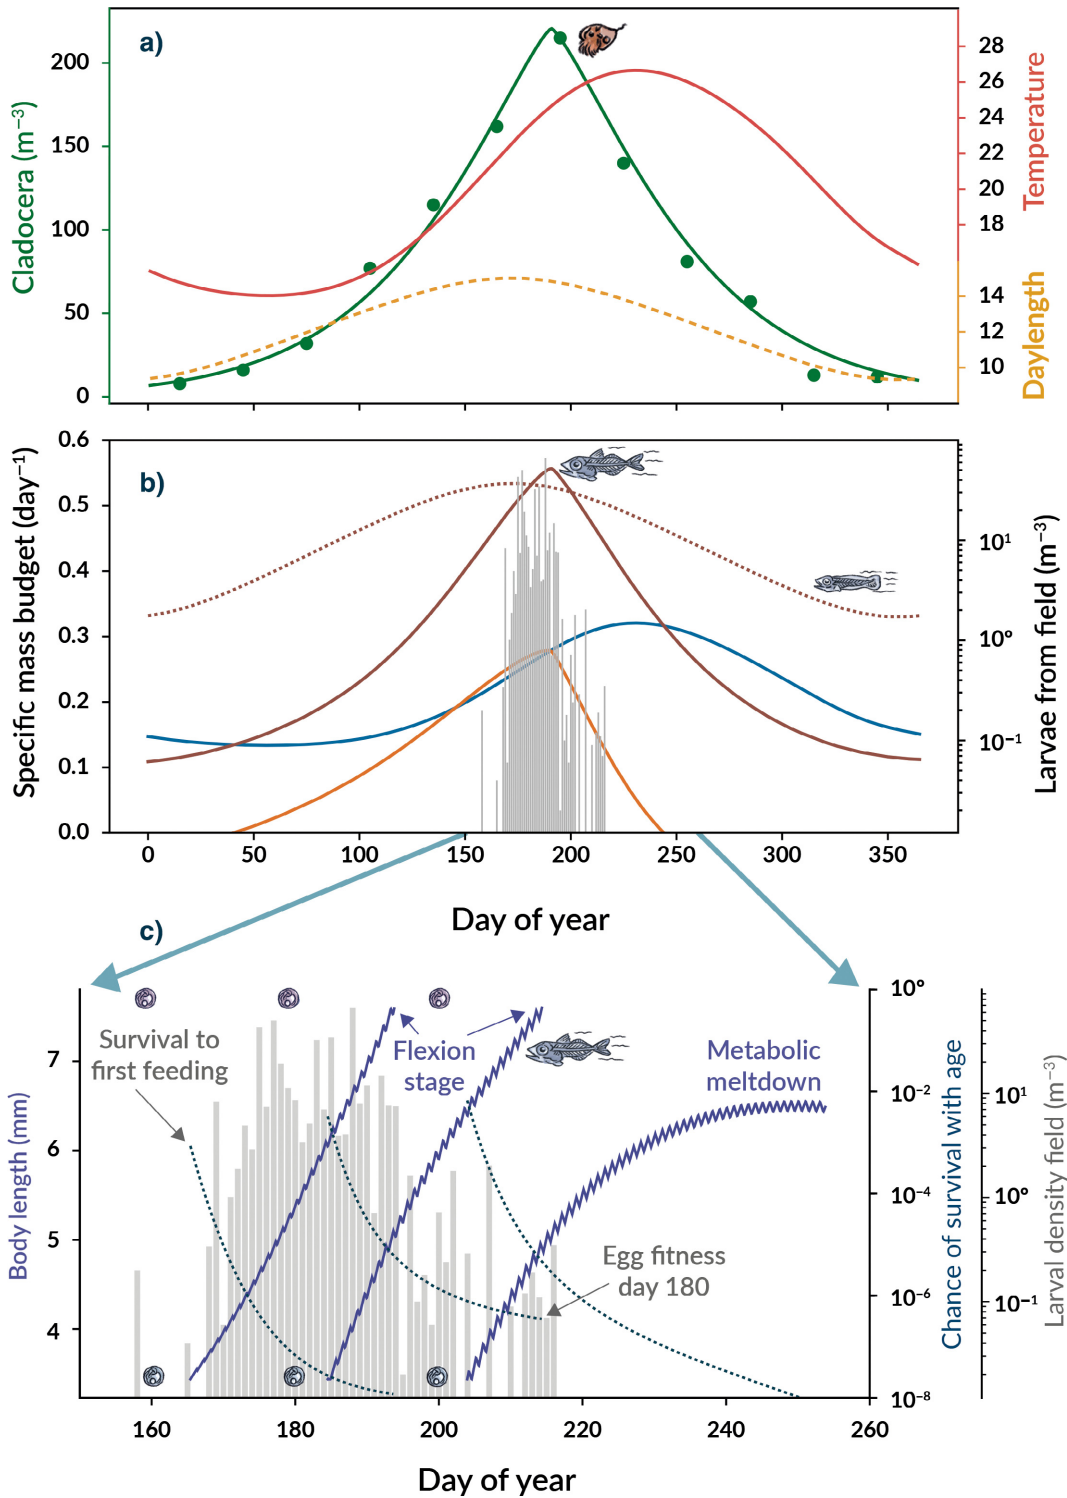 a)
Cladocera (m⁻³)
200
150
100
50
0
28
26
24
22
20
18
14
12
10
Temperature
Daylength
b)
Specific mass budget (day⁻¹)
0.6
0.5
0.4
0.3
0.2
0.1
0.0
10¹
10⁰
10⁻¹
Larvae from field (m⁻³)
0 50 100 150 200 250 300 350
Day of year
c)
Survival to
first feeding
Flexion
stage
Metabolic
meltdown
Egg fitness
day 180
Body length (mm)
7
6
5
4
10⁰
10⁻²
10⁻⁴
10⁻⁶
10⁻⁸
Chance of survival with age
10¹
10⁰
10⁻¹
Larval density field (m⁻³)
160 180 200 220 240 260
Day of year